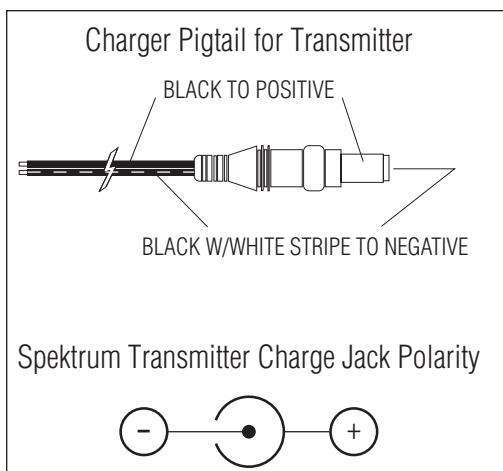 Charger Pigtail for Transmitter
BLACK TO POSITIVE
BLACK W/WHITE STRIPE TO NEGATIVE
Spektrum Transmitter Charge Jack Polarity
- +